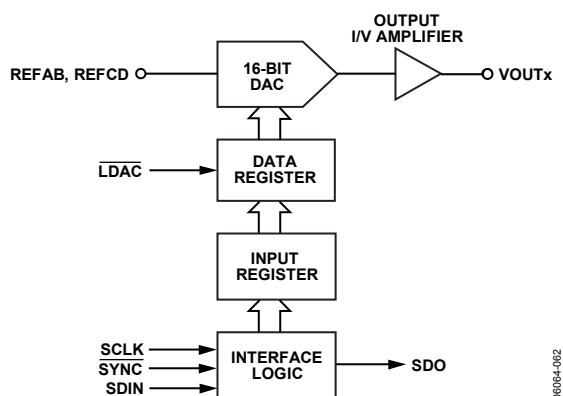 OUTPUT
I/V AMPLIFIER
REFAB, REFCD
16-BIT
DAC
VOUTx
LDAC
DATA
REGISTER
INPUT
REGISTER
SCLK
SYNC
SDIN
INTERFACE
LOGIC
SDO
06064-062